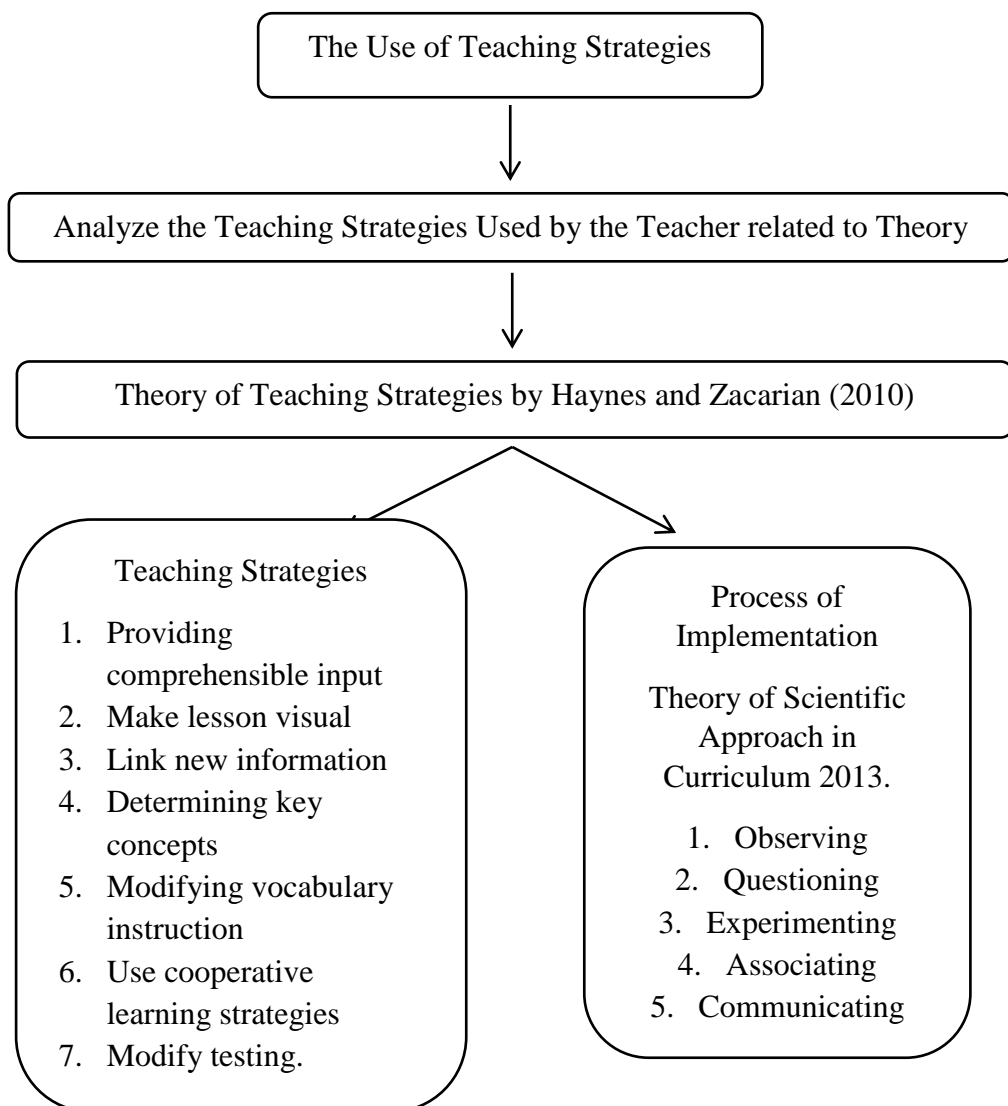 The Use of Teaching Strategies
Analyze the Teaching Strategies Used by the Teacher related to Theory
Theory of Teaching Strategies by Haynes and Zacarian (2010)
Teaching Strategies
1. Providing
comprehensible input
2. Make lesson visual
3. Link new information
4. Determining key
concepts
5. Modifying vocabulary
instruction
6. Use cooperative
learning strategies
7. Modify testing.
Process of
Implementation
Theory of Scientific
Approach in
Curriculum 2013.
1. Observing
2. Questioning
3. Experimenting
4. Associating
5. Communicating